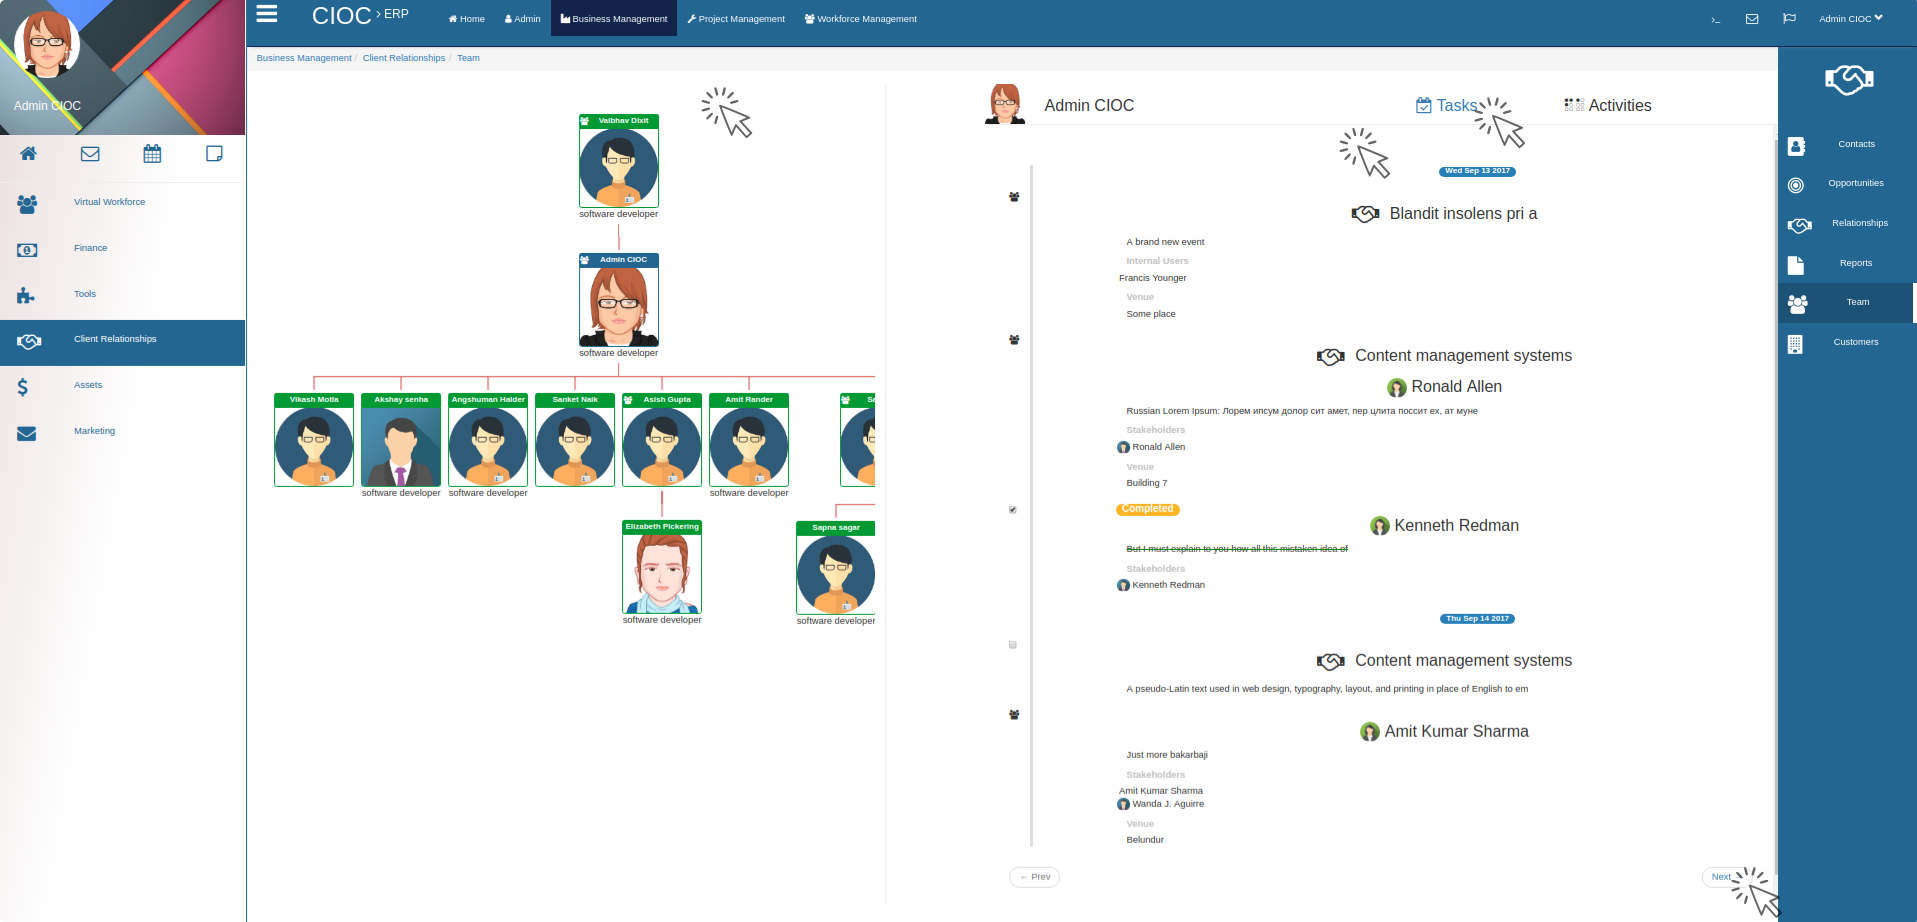 CIOC > ERP
Home
Admin
Business Management
Project Management
Workforce Management
Admin CIOC
Admin CIOC
Business Management / Client Relationships / Team
Virtual Workforce
Finance
Tools
Client Relationships
Assets
Marketing
Vaibhav Dixit
software developer
Admin CIOC
software developer
Vikash Motla
Akshay senha
Angshuman Halder
Sanket Naik
Asish Gupta
Amit Rander
Sa
software developer
software developer
software developer
Elizabeth Pickering
Sapna sagar
software developer
software developer
Admin CIOC
Tasks
Activities
Wed Sep 13 2017
Blandit insolens pri a
A brand new event
Internal Users
Francis Younger
Venue
Some place
Content management systems
Ronald Allen
Russian Lorem Ipsum: Лорем ипсум долор сит амет, пер цлита поссит ех, ат муне
Stakeholders
Ronald Allen
Venue
Building 7
Completed
Kenneth Redman
But I must explain to you how all this mistaken idea of
Stakeholders
Kenneth Redman
Thu Sep 14 2017
Content management systems
A pseudo-Latin text used in web design, typography, layout, and printing in place of English to em
Amit Kumar Sharma
Just more bakarbaji
Stakeholders
Amit Kumar Sharma
Wanda J. Aguirre
Venue
Belundur
← Prev
Next
Contacts
Opportunities
Relationships
Reports
Team
Customers